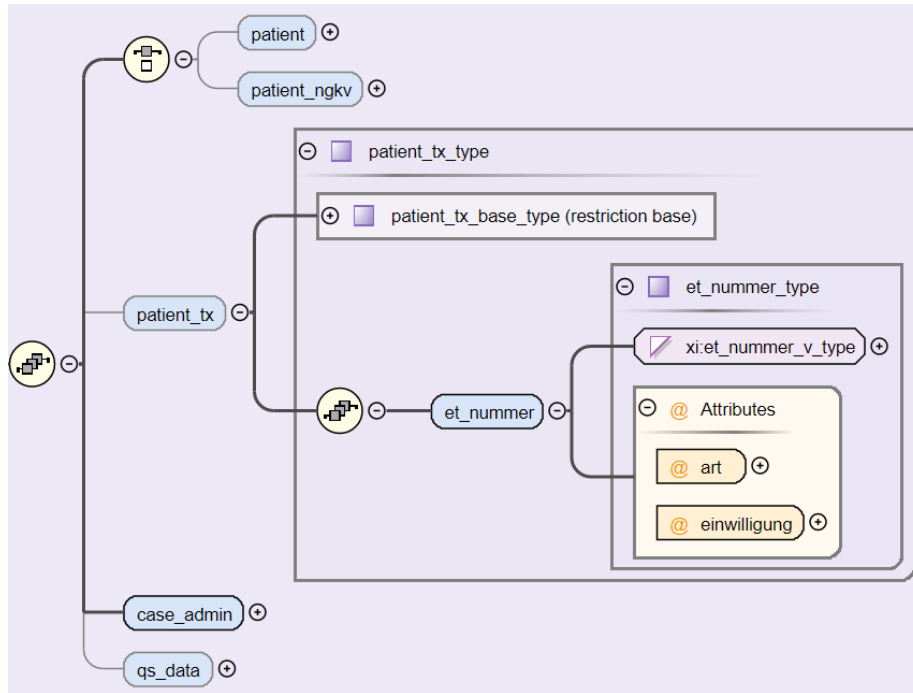 patient
patient_ngkv
patient_tx_type
patient_tx_base_type (restriction base)
et_nummer_type
patient_tx
xi:et_nummer_v_type
et_nummer
@ Attributes
@ art
@ einwilligung
case_admin
qs_data